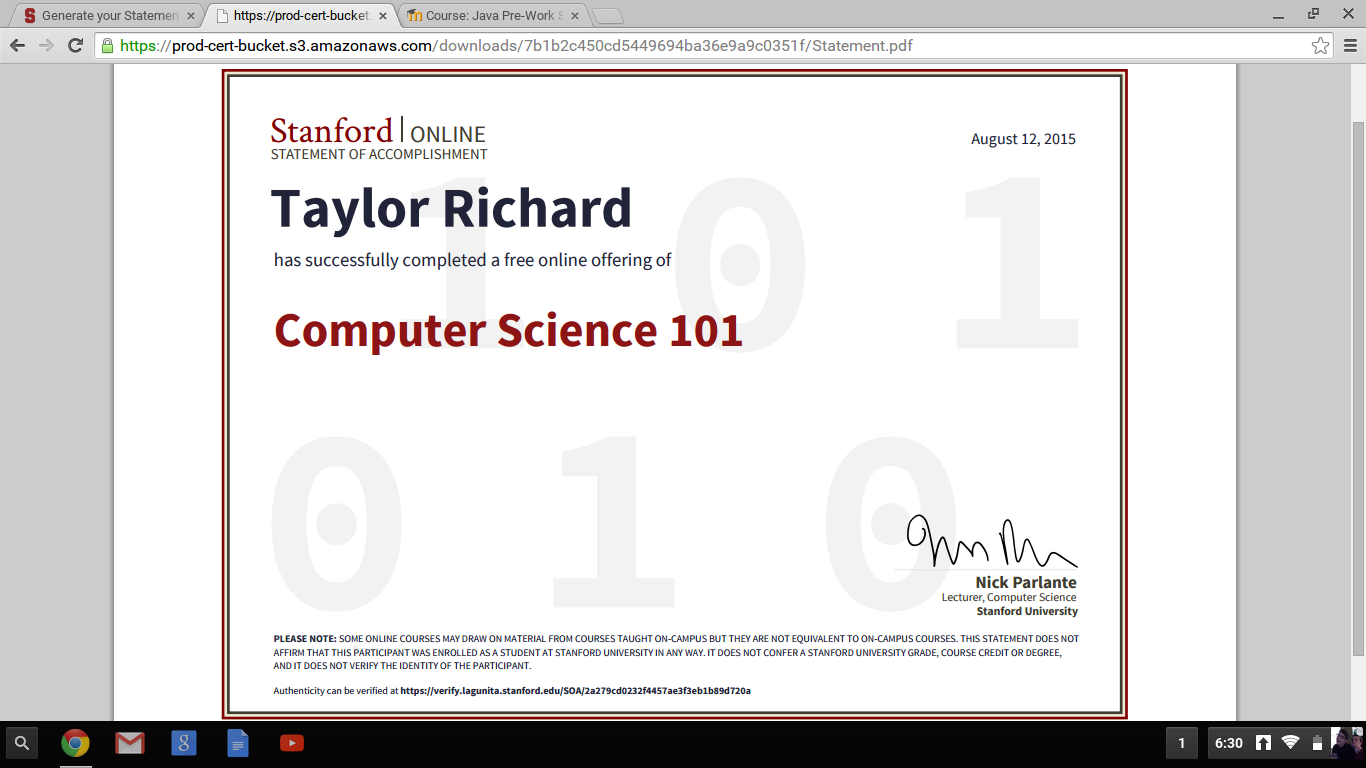 Generate your Statemen
https://prod-cert-bucket.
Course: Java Pre-Work S
https://prod-cert-bucket.s3.amazonaws.com/downloads/7b1b2c450cd5449694ba36e9a9c0351f/Statement.pdf
Stanford | ONLINE
STATEMENT OF ACCOMPLISHMENT
August 12, 2015
1 0 1
Taylor Richard
has successfully completed a free online offering of
Computer Science 101
0 1 0
Nick Parlante
Lecturer, Computer Science
Stanford University
PLEASE NOTE: SOME ONLINE COURSES MAY DRAW ON MATERIAL FROM COURSES TAUGHT ON-CAMPUS BUT THEY ARE NOT EQUIVALENT TO ON-CAMPUS COURSES. THIS STATEMENT DOES NOT
AFFIRM THAT THIS PARTICIPANT WAS ENROLLED AS A STUDENT AT STANFORD UNIVERSITY IN ANY WAY. IT DOES NOT CONFER A STANFORD UNIVERSITY GRADE, COURSE CREDIT OR DEGREE,
AND IT DOES NOT VERIFY THE IDENTITY OF THE PARTICIPANT.
Authenticity can be verified at https://verify.lagunita.stanford.edu/SOA/2a279cd0232f4457ae3f3eb1b89d720a
1
6:30